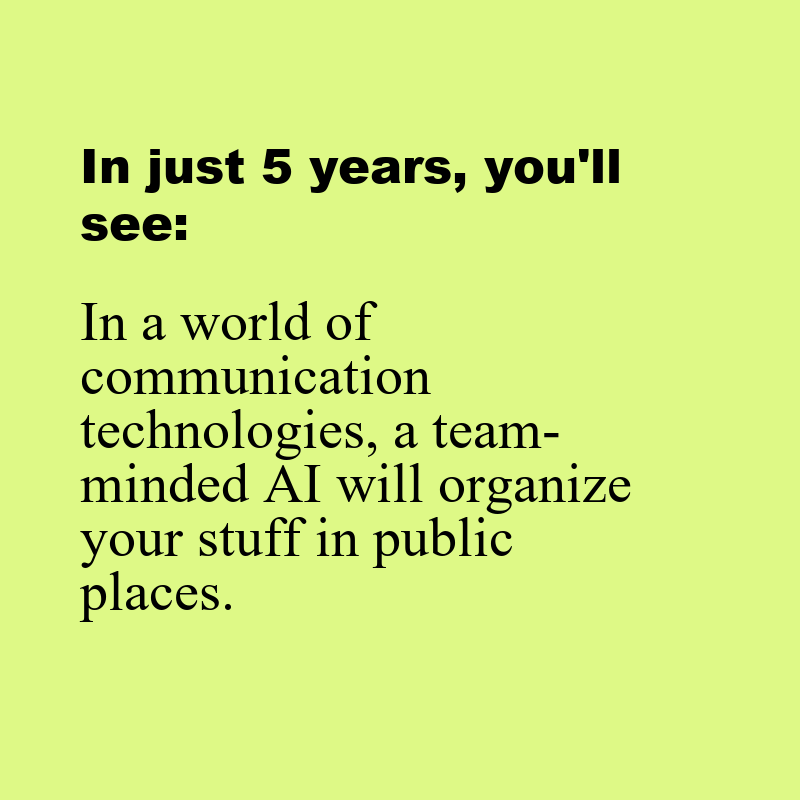 In just 5 years, you'll
see:
In a world of
communication
technologies, a team-
minded AI will organize
your stuff in public
places.